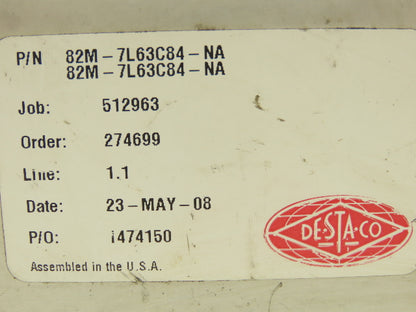 P/N 82M-7L63C84-NA
82M-7L63C84-NA
Job: 512963
Order: 274699
Line: 1.1
Date: 23-MAY-08
P/O: 1474150
Assembled in the U.S.A.
DE-STA-CO